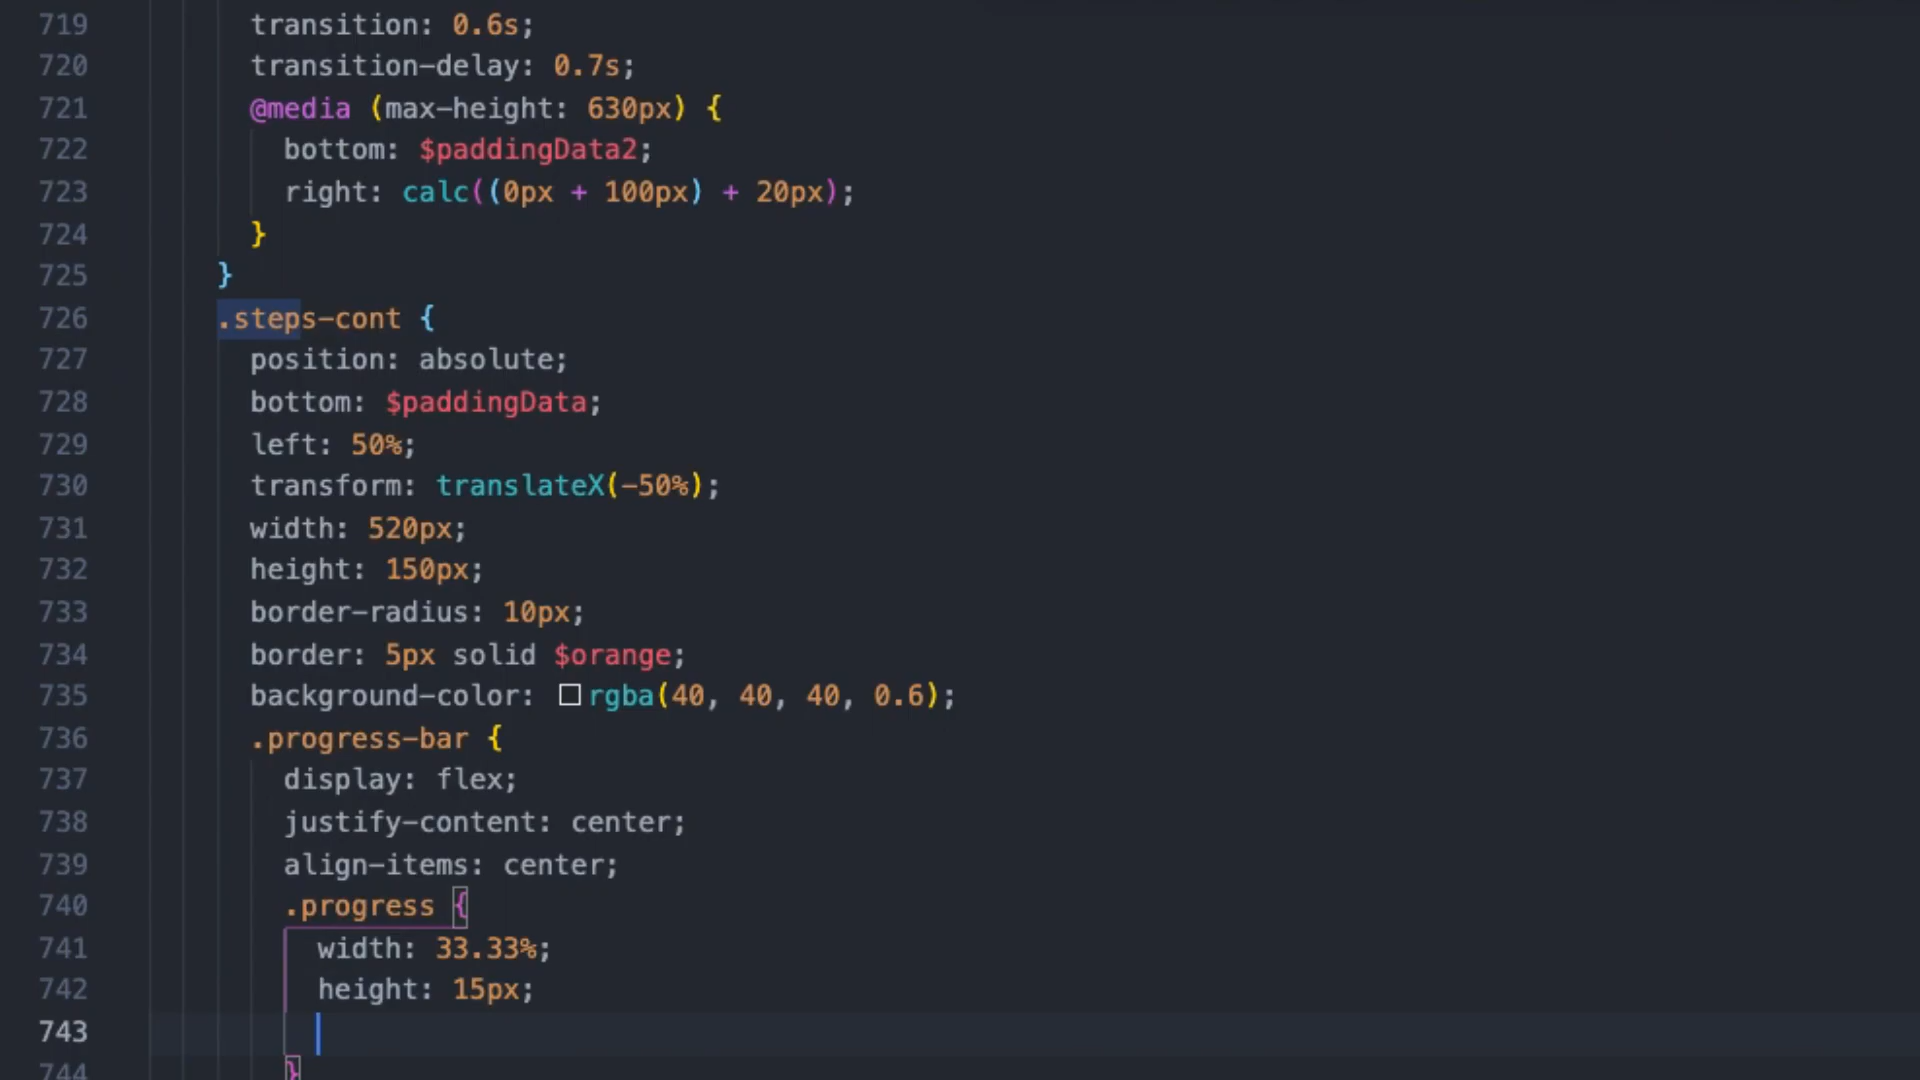 719 transition: 0.6s;
720 transition-delay: 0.7s;
721 @media (max-height: 630px) {
722 bottom: $paddingData2;
723 right: calc((0px + 100px) + 20px);
724 }
725 }
726 .steps-cont {
727 position: absolute;
728 bottom: $paddingData;
729 left: 50%;
730 transform: translateX(-50%);
731 width: 520px;
732 height: 150px;
733 border-radius: 10px;
734 border: 5px solid $orange;
735 background-color: rgba(40, 40, 40, 0.6);
736 .progress-bar {
737 display: flex;
738 justify-content: center;
739 align-items: center;
740 .progress {
741 width: 33.33%;
742 height: 15px;
743
744 }